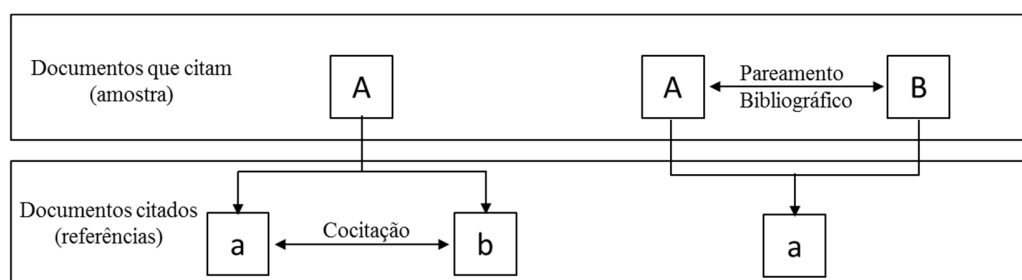 Documentos que citam
(amostra)
A
A
Pareamento
Bibliográfico
B
Documentos citados
(referências)
a
Cocitação
b
a